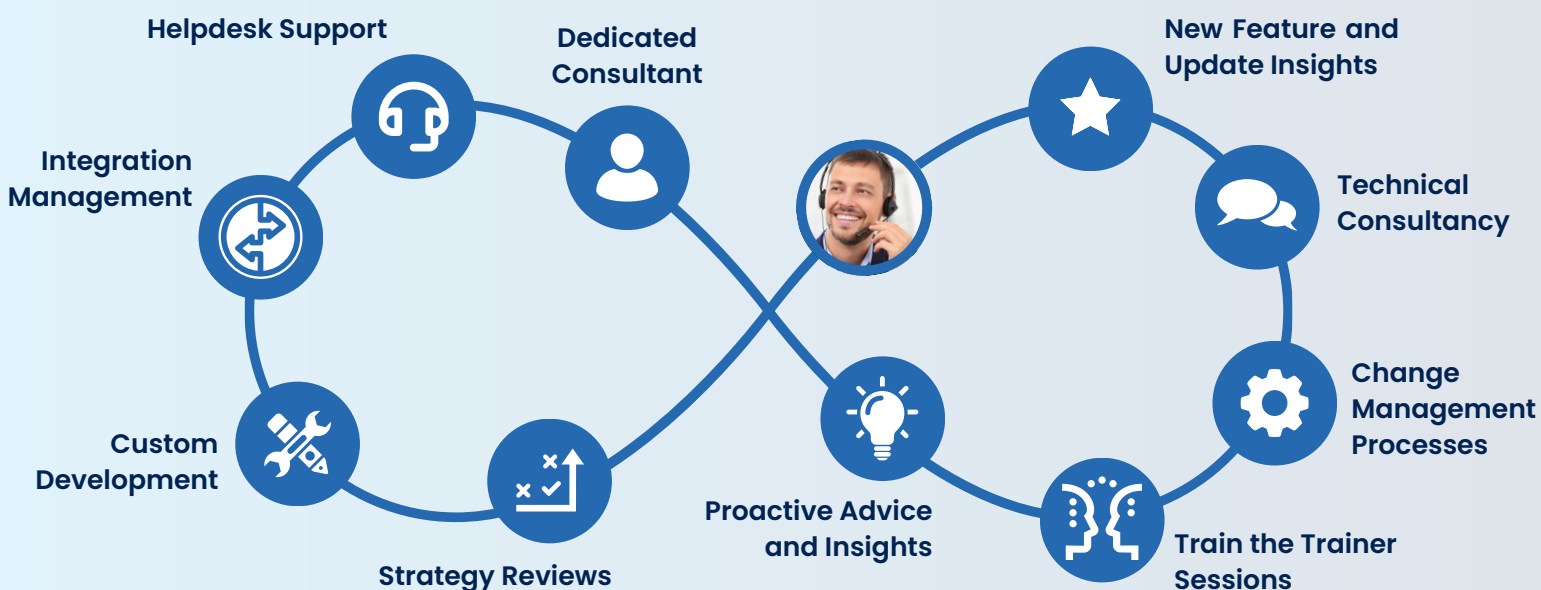 Helpdesk Support
Dedicated
Consultant
New Feature and
Update Insights
Integration
Management
Technical
Consultancy
Custom
Development
Change
Management
Processes
Proactive Advice
and Insights
Strategy Reviews
Train the Trainer
Sessions